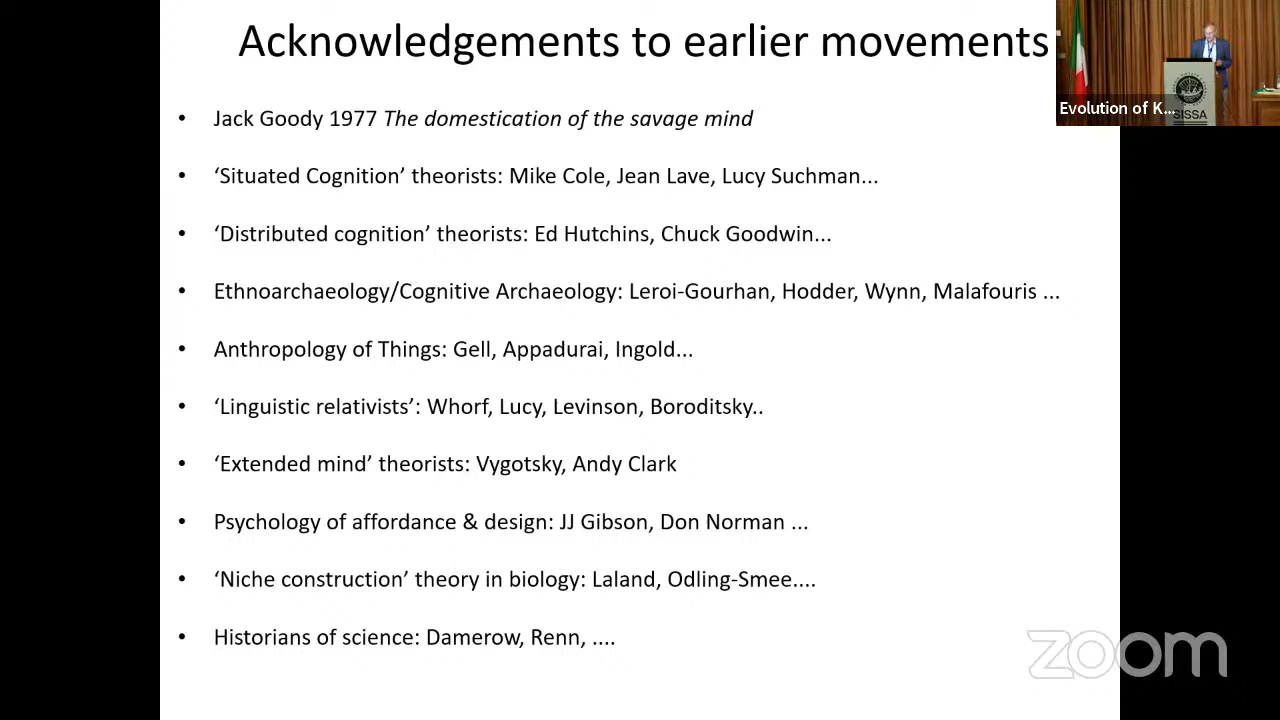 Acknowledgements to earlier movements
Evolution of K...
SISSA
• Jack Goody 1977 The domestication of the savage mind
• ‘Situated Cognition’ theorists: Mike Cole, Jean Lave, Lucy Suchman...
• ‘Distributed cognition’ theorists: Ed Hutchins, Chuck Goodwin...
• Ethnoarchaeology/Cognitive Archaeology: Leroi-Gourhan, Hodder, Wynn, Malafouris ...
• Anthropology of Things: Gell, Appadurai, Ingold...
• ‘Linguistic relativists’: Whorf, Lucy, Levinson, Boroditsky..
• ‘Extended mind’ theorists: Vygotsky, Andy Clark
• Psychology of affordance & design: JJ Gibson, Don Norman ...
• ‘Niche construction’ theory in biology: Laland, Odling-Smee....
• Historians of science: Damerow, Renn, ....
zoom